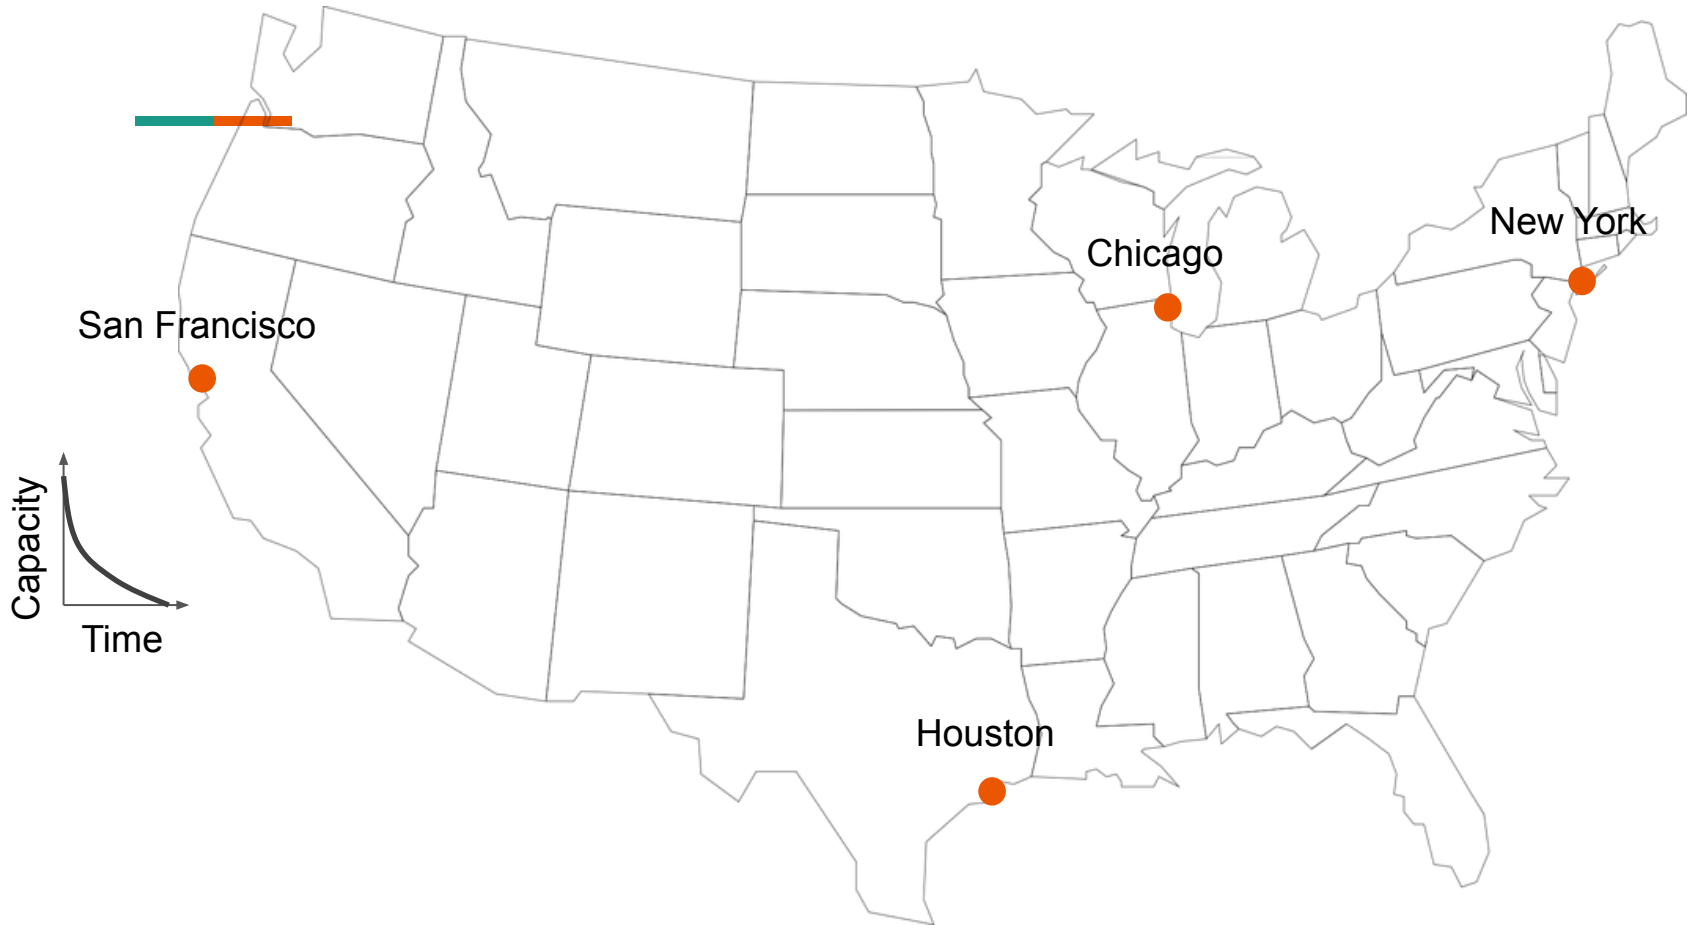 New York
Chicago
San Francisco
Capacity
Time
Houston